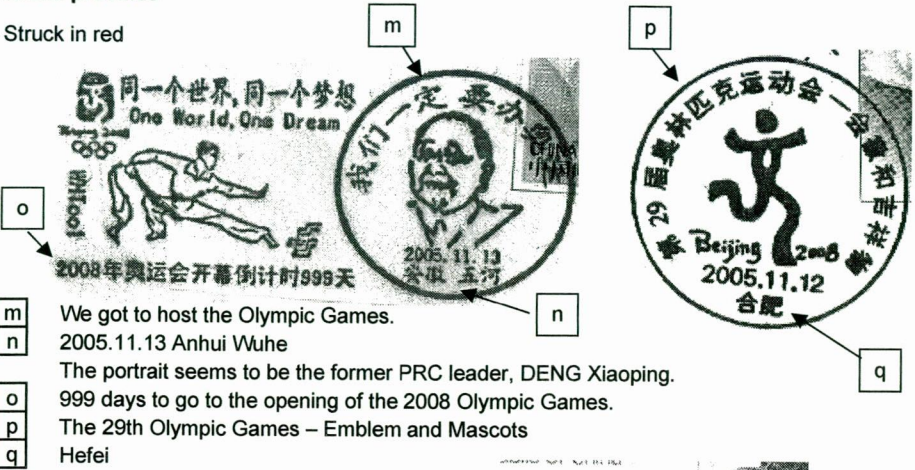 Struck in red
m
p
同一个世界,同一个梦想
One World, One Dream
Beijing 2008
o
2008年奥运会开幕倒计时999天
我们一定要办
2005.11.13
安徽 五河
n
第29届奥林匹克运动会—会徽和吉祥物
Beijing 2008
2005.11.12
合肥
q
m We got to host the Olympic Games.
n 2005.11.13 Anhui Wuhe
The portrait seems to be the former PRC leader, DENG Xiaoping.
o 999 days to go to the opening of the 2008 Olympic Games.
p The 29th Olympic Games – Emblem and Mascots
q Hefei